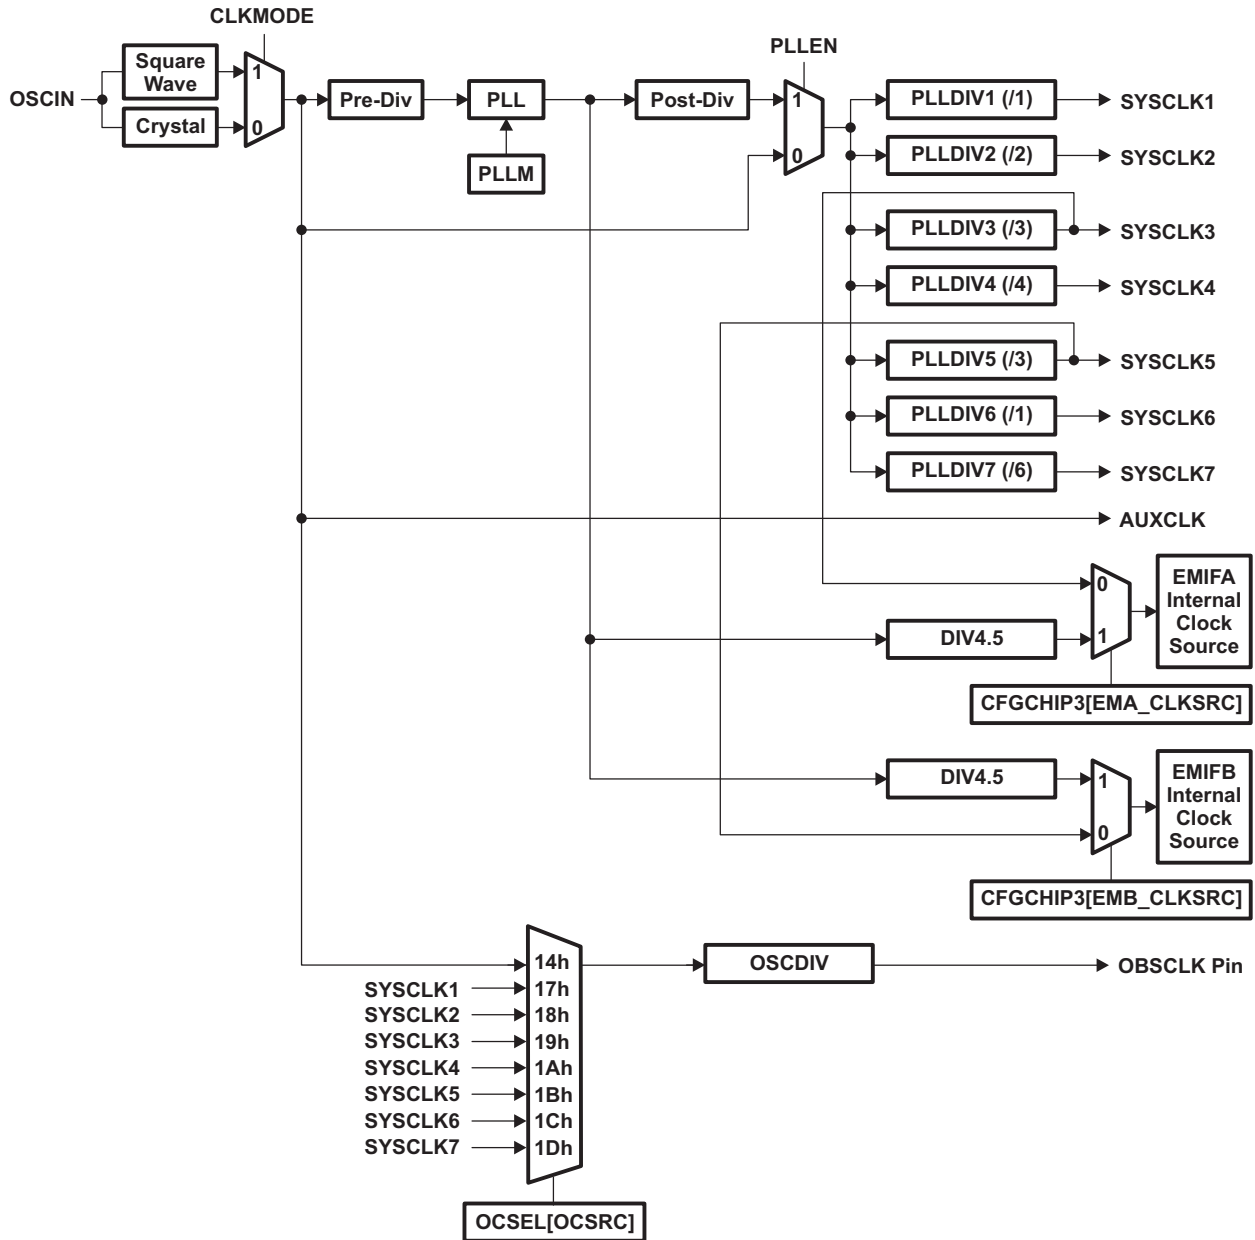 CLKMODE
PLLEN
OSCIN
Square
Wave
Crystal
1
0
Pre-Div
PLL
PLLM
Post-Div
1
0
PLLDIV1 (/1)
SYSCLK1
PLLDIV2 (/2)
SYSCLK2
PLLDIV3 (/3)
SYSCLK3
PLLDIV4 (/4)
SYSCLK4
PLLDIV5 (/3)
SYSCLK5
PLLDIV6 (/1)
SYSCLK6
PLLDIV7 (/6)
SYSCLK7
AUXCLK
DIV4.5
0
1
EMIFA
Internal
Clock
Source
CFGCHIP3[EMA_CLKSRC]
DIV4.5
1
0
EMIFB
Internal
Clock
Source
CFGCHIP3[EMB_CLKSRC]
14h
OSCDIV
OBSCLK Pin
SYSCLK1
17h
SYSCLK2
18h
SYSCLK3
19h
SYSCLK4
1Ah
SYSCLK5
1Bh
SYSCLK6
1Ch
SYSCLK7
1Dh
OCSEL[OCSRC]